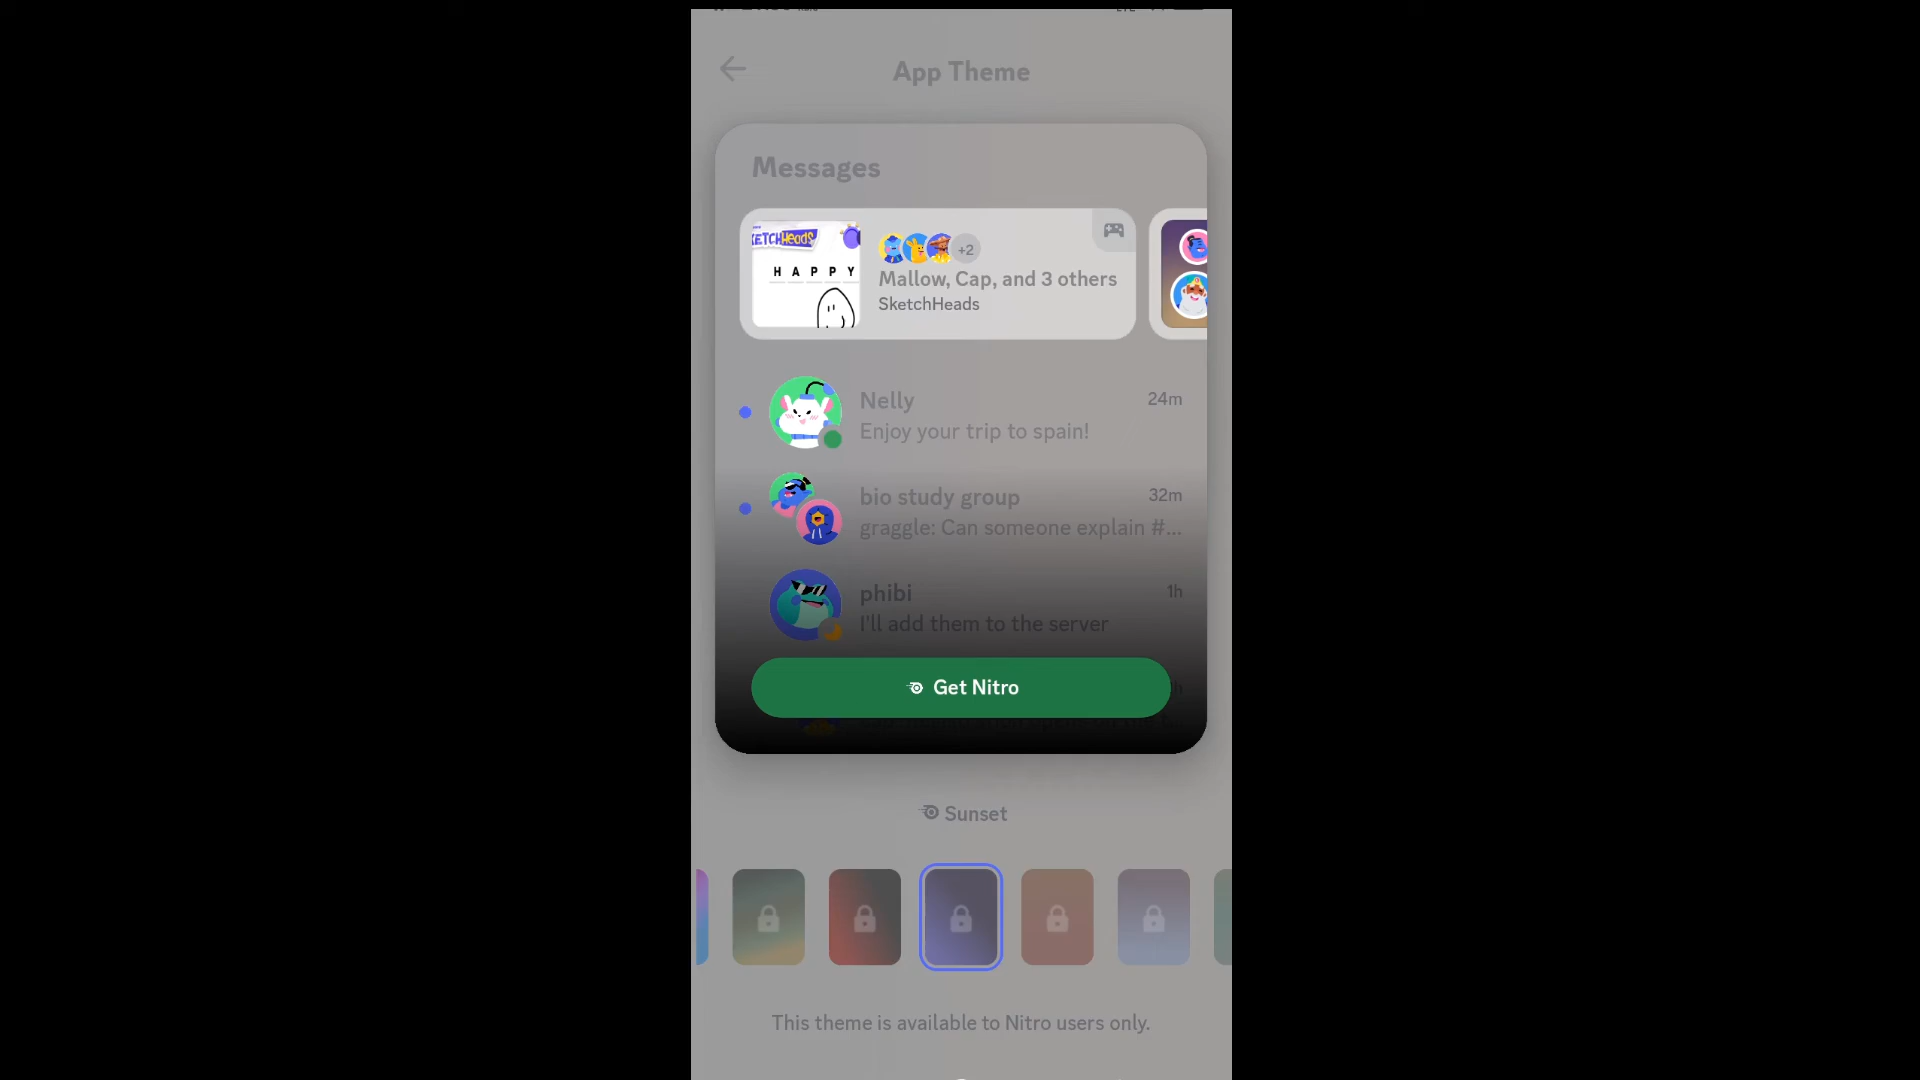 App Theme
Messages
SKETCHHeads
HAPPY
+2
Mallow, Cap, and 3 others
SketchHeads
Nelly
24m
Enjoy your trip to spain!
bio study group
32m
graggle: Can someone explain #...
phibi
1h
I'll add them to the server
Get Nitro
Sunset
This theme is available to Nitro users only.